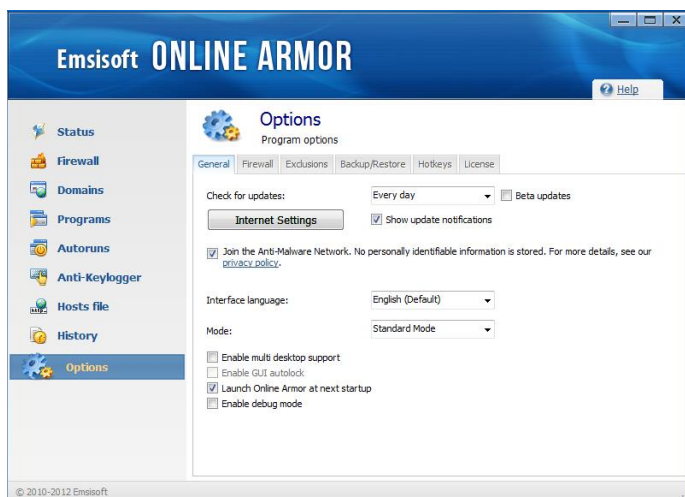 Emsisoft ONLINE ARMOR
Help
Status
Firewall
Domains
Programs
Autoruns
Anti-Keylogger
Hosts file
History
Options
Options
Program options
General Firewall Exclusions Backup/Restore Hotkeys License
Check for updates: Every day Beta updates
Internet Settings Show update notifications
Join the Anti-Malware Network. No personally identifiable information is stored. For more details, see our
privacy policy.
Interface language: English (Default)
Mode: Standard Mode
Enable multi desktop support
Enable GUI autolock
Launch Online Armor at next startup
Enable debug mode
© 2010-2012 Emsisoft